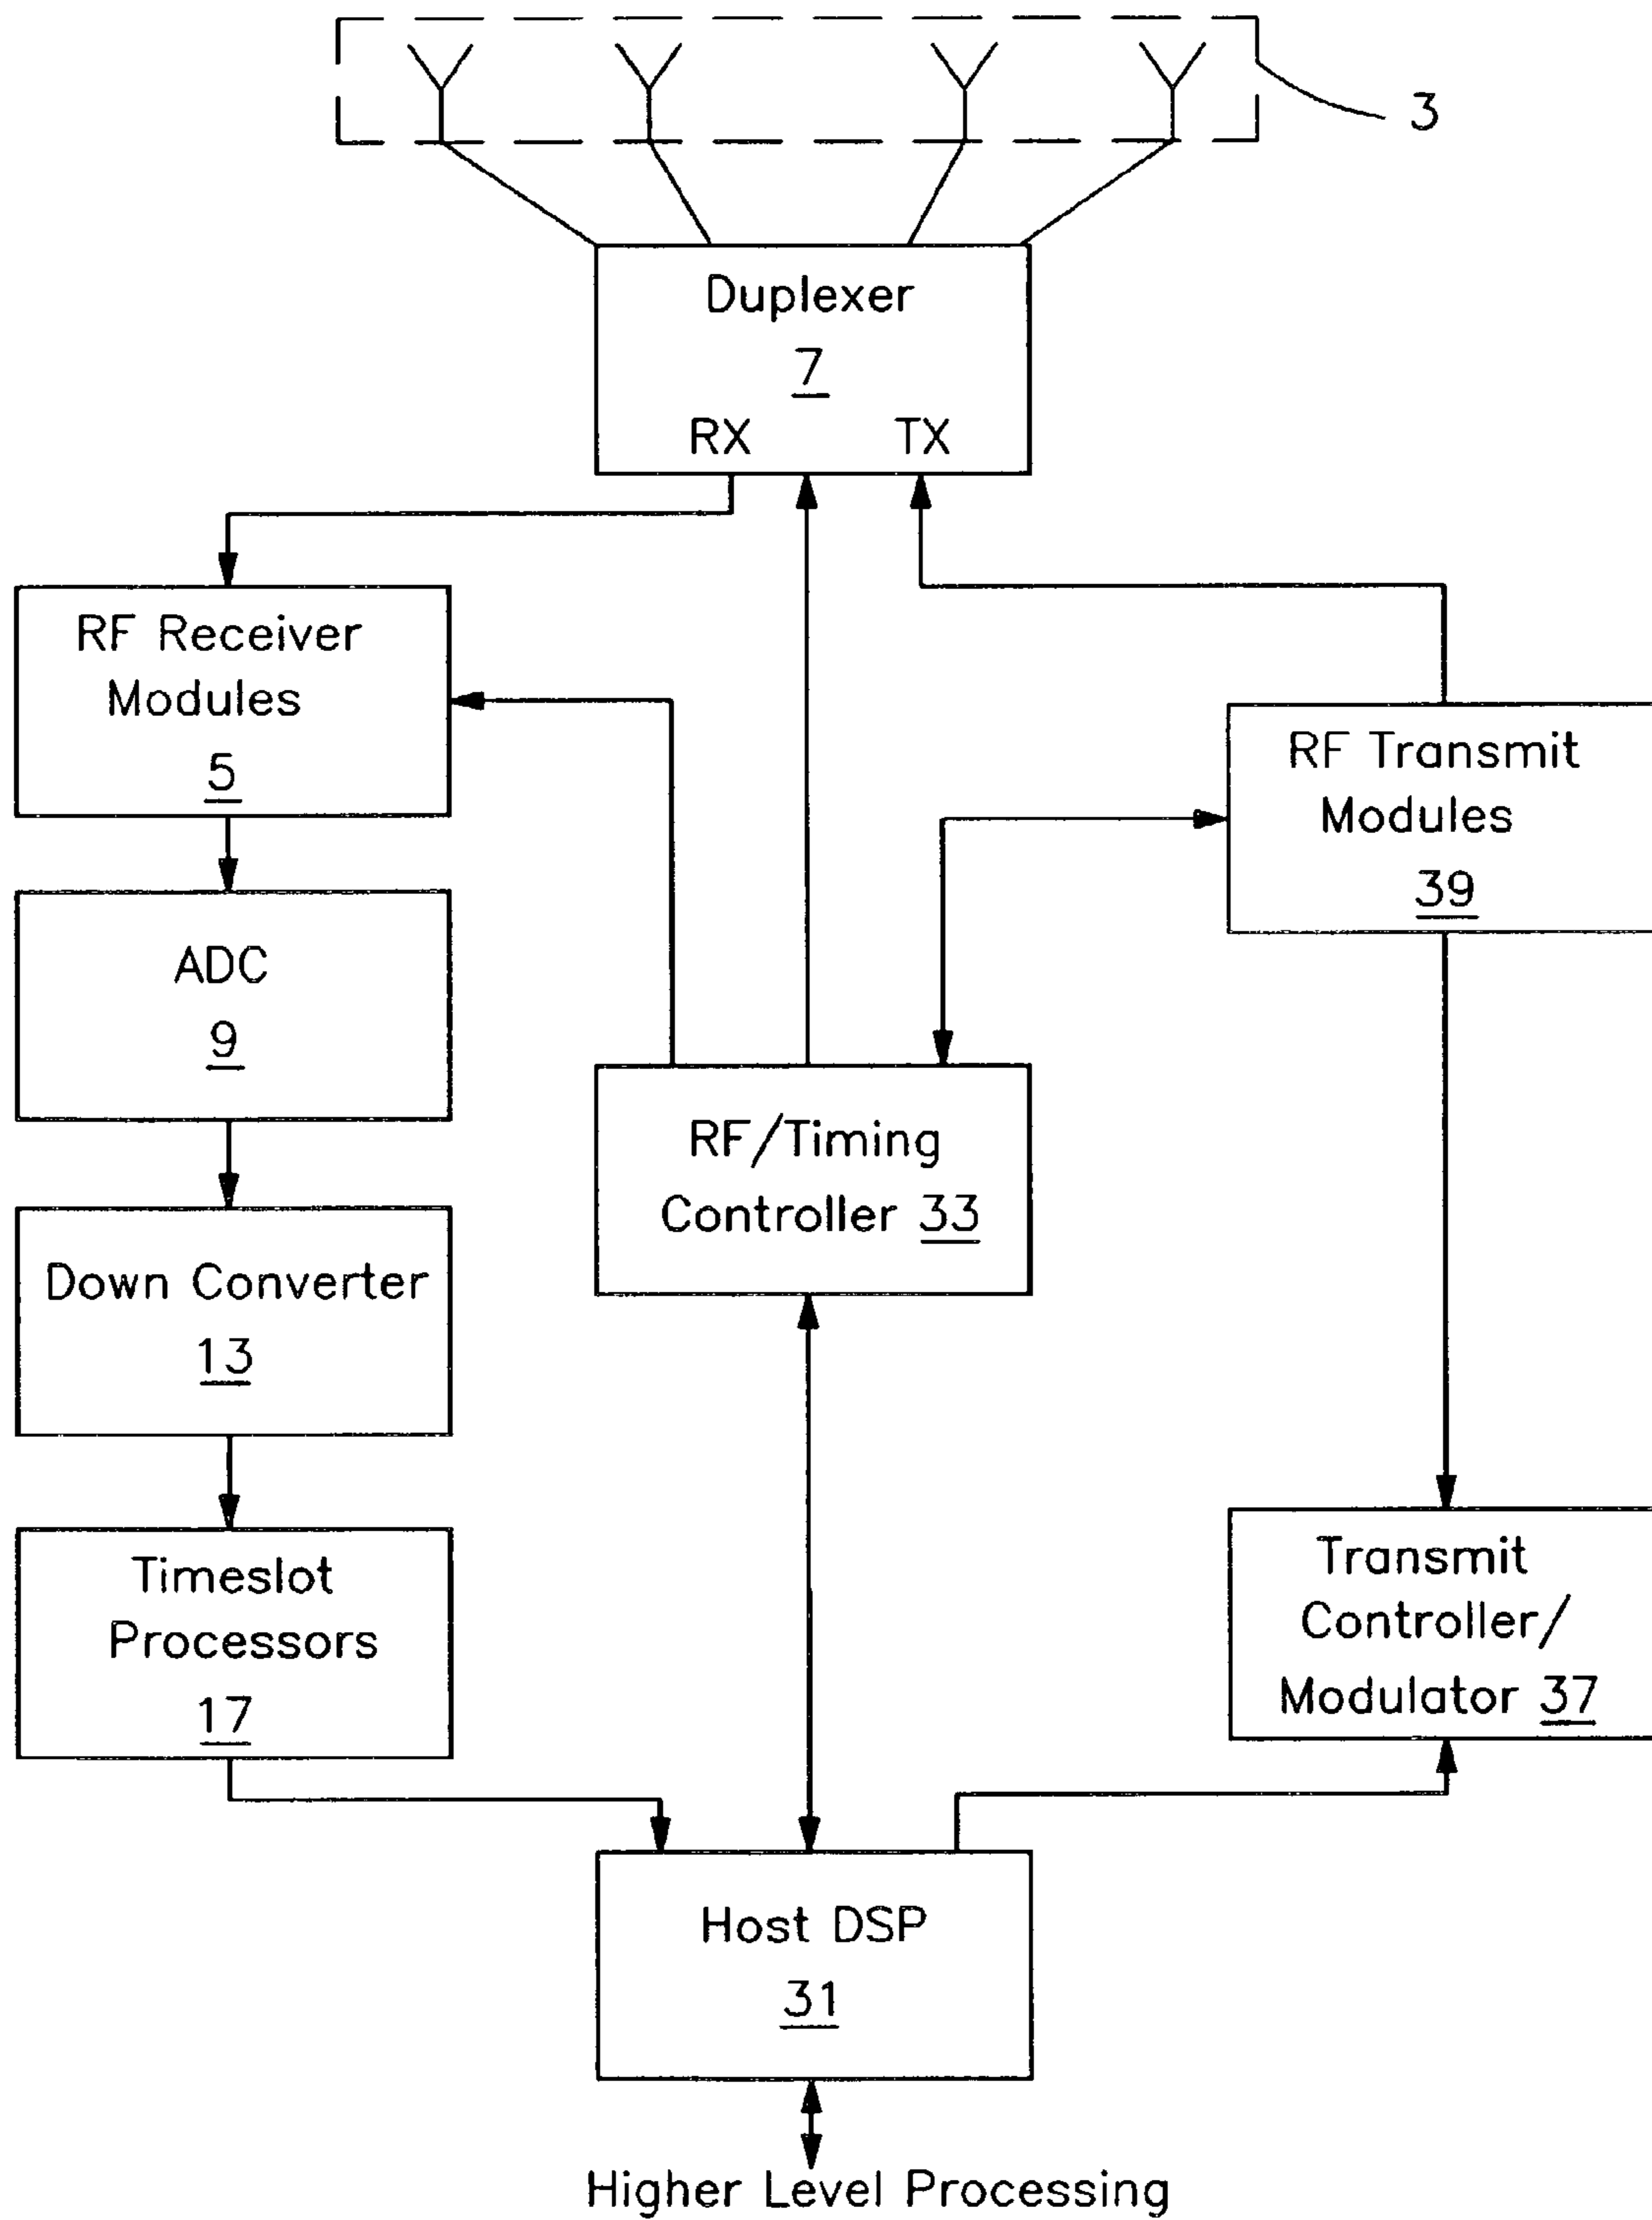 3
Duplexer
7
RX TX
RF Receiver
Modules
5
RF Transmit
Modules
39
ADC
9
RF/Timing
Controller 33
Down Converter
13
Timeslot
Processors
17
Transmit
Controller/
Modulator 37
Host DSP
31
Higher Level Processing